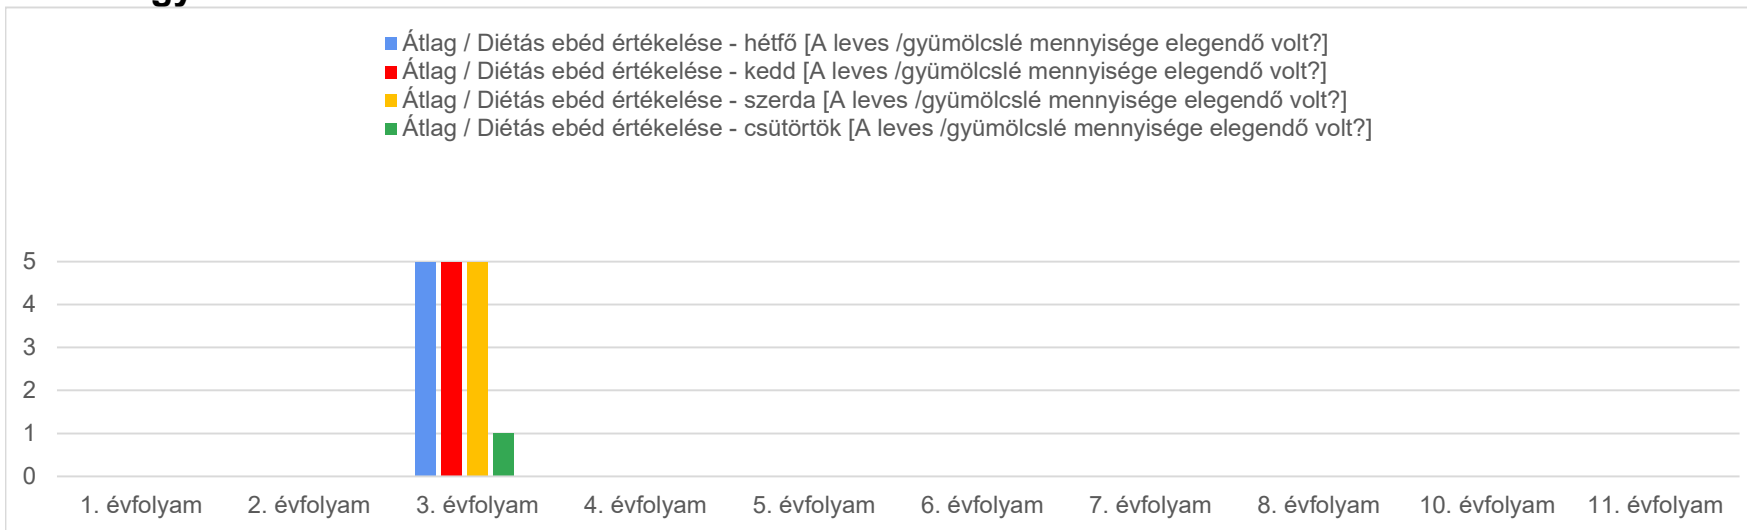 Átlag / Diétás ebéd értékelése - hétfő [A leves /gyümölcslé mennyisége elegendő volt?]
Átlag / Diétás ebéd értékelése - kedd [A leves /gyümölcslé mennyisége elegendő volt?]
Átlag / Diétás ebéd értékelése - szerda [A leves /gyümölcslé mennyisége elegendő volt?]
Átlag / Diétás ebéd értékelése - csütörtök [A leves /gyümölcslé mennyisége elegendő volt?]
5
4
3
2
1
0
1. évfolyam 2. évfolyam 3. évfolyam 4. évfolyam 5. évfolyam 6. évfolyam 7. évfolyam 8. évfolyam 10. évfolyam 11. évfolyam